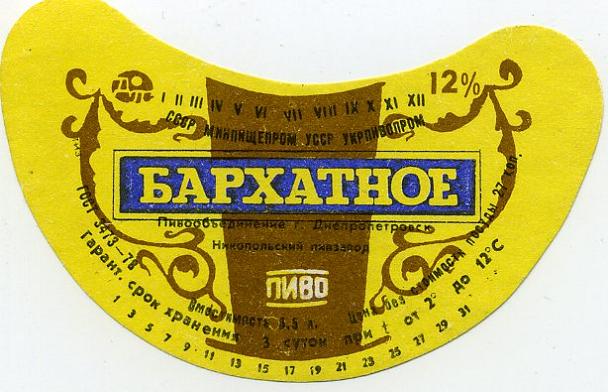 12%
I II III IV V VI VII VIII IX X XI XII
СССР МИНПИЩЕПРОМ УССР УКРПИВОПРОМ
БАРХАТНОЕ
Пивообъединение г. Днепропетровск
Никопольский пивзавод
ПИВО
ГОСТ 3473—78
Вместимость 0,5 л. Цена без стоимости посуды 27 коп.
Гарант. срок хранения 3 суток при t от 2° до 12°С
1 3 5 7 9 11 13 15 17 19 21 23 25 27 29 31